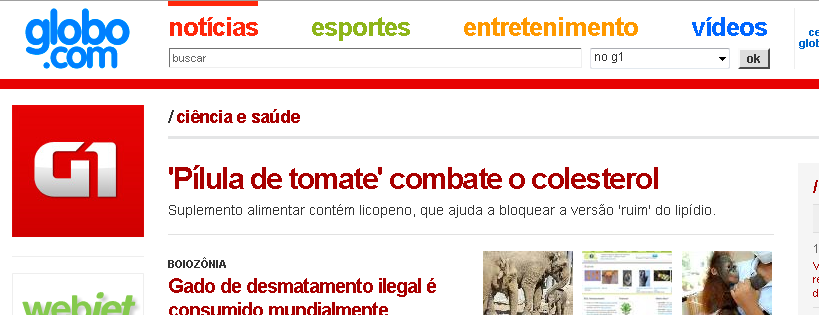 globo
.com
notícias esportes entretenimento vídeos
buscar no g1 ok
ce
glob
G1
/ciência e saúde
'Pílula de tomate' combate o colesterol
Suplemento alimentar contém licopeno, que ajuda a bloquear a versão 'ruim' do lipídio.
BOIOZÔNIA
Gado de desmatamento ilegal é
consumido mundialmente
webjet